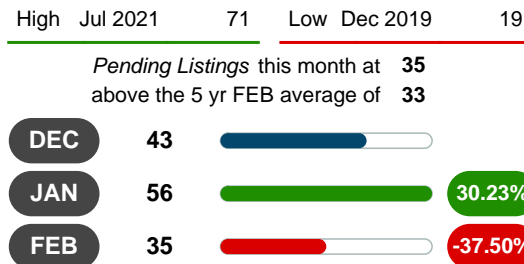 High Jul 2021 71 Low Dec 2019 19
Pending Listings this month at 35
above the 5 yr FEB average of 33
DEC 43
JAN 56 30.23%
FEB 35 -37.50%